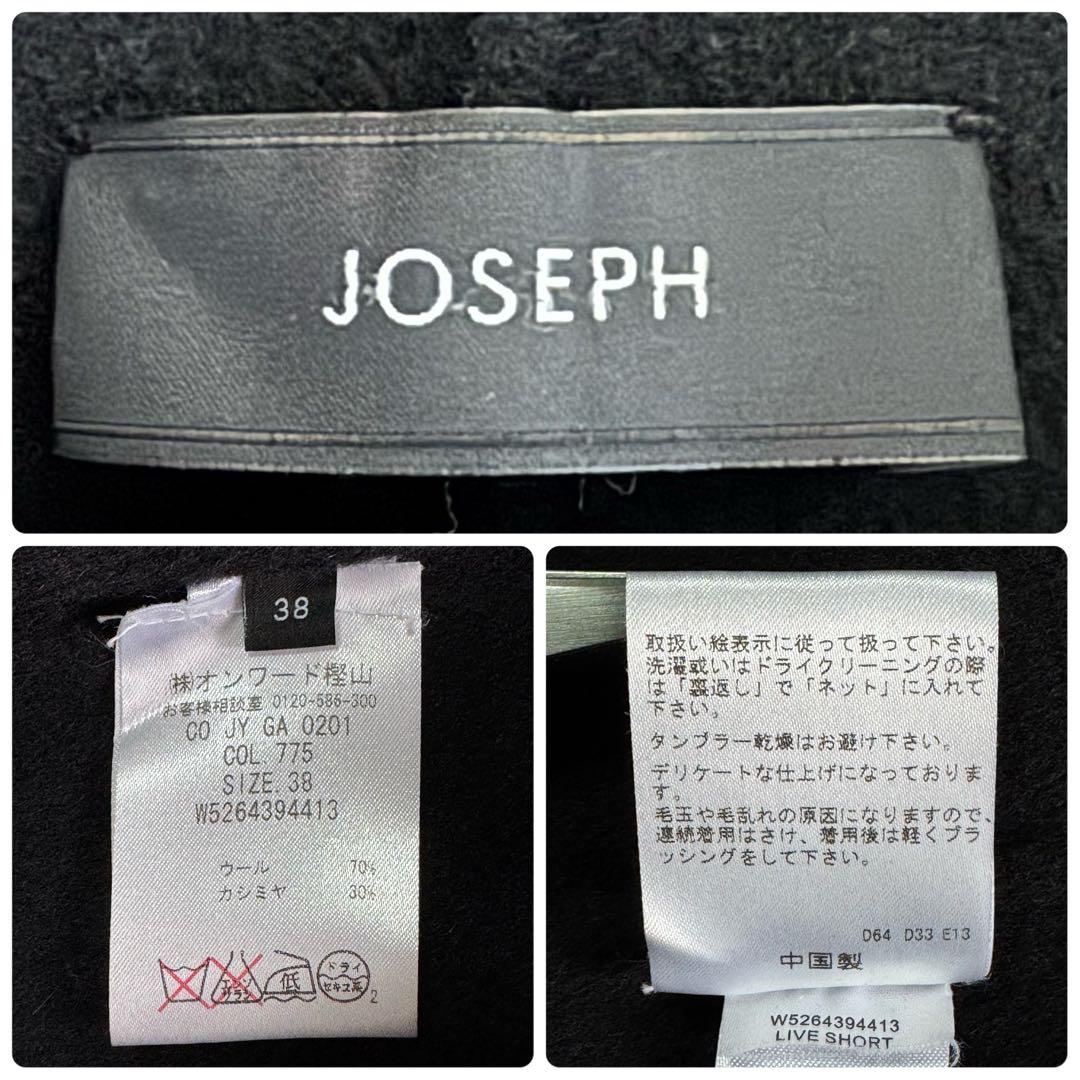 JOSEPH
38
㈱オンワード樫山
お客様相談室 0120-586-300
CO JY GA 0201
COL. 775
SIZE. 38
W5264394413
ウール 70%
カシミヤ 30%
エンソ
サラシ
低
ドライ
セキユ系
2
取扱い絵表示に従って扱って下さい。
洗濯或いはドライクリーニングの際
は「裏返し」で「ネット」に入れて
下さい。
タンブラー乾燥はお避け下さい。
デリケートな仕上げになっておりま
す。
毛玉や毛乱れの原因になりますので、
連続着用はさけ、着用後は軽くブラ
ッシングをして下さい。
D64 D33 E13
中国製
W5264394413
LIVE SHORT